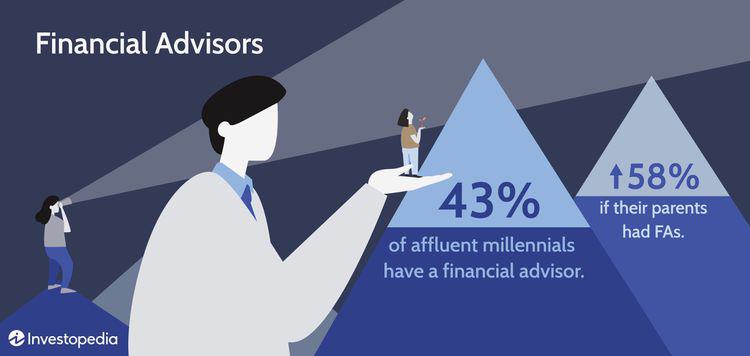 Financial Advisors
43%
of affluent millennials
have a financial advisor.
↑58%
if their parents
had FAs.
Investopedia